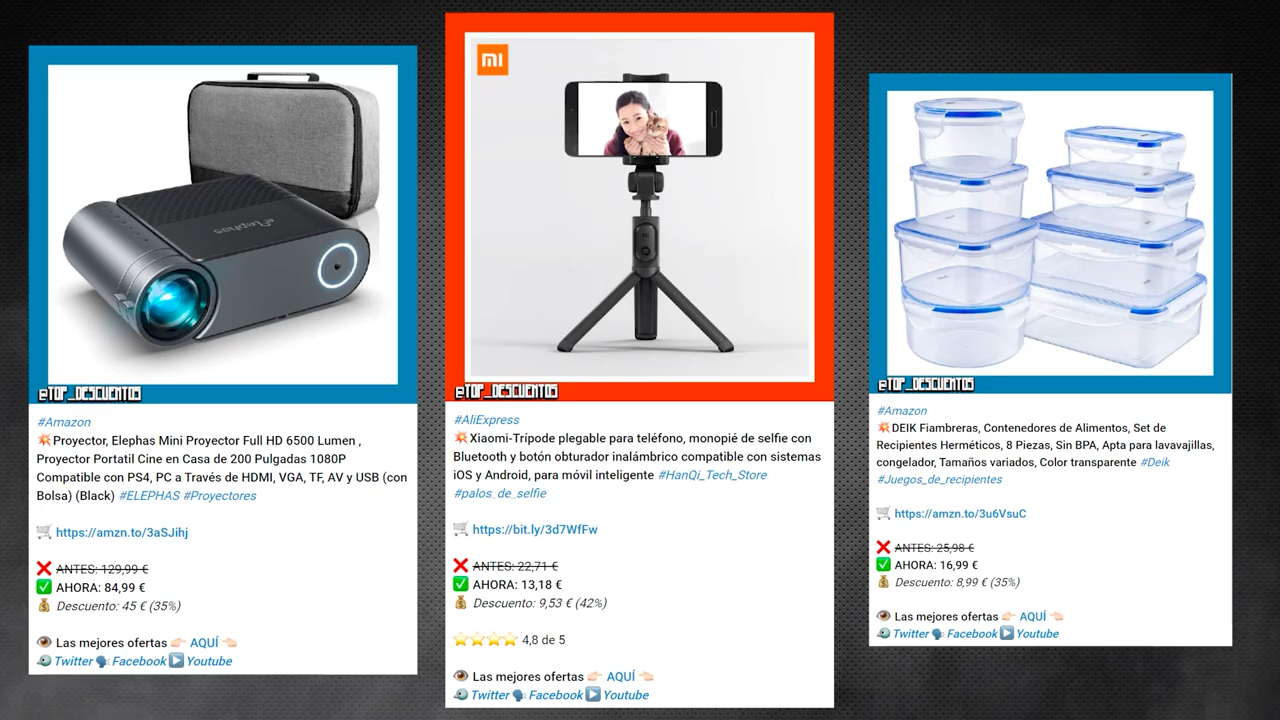 elephas
@TOP_DESCUENTOS
#Amazon
💥Proyector, Elephas Mini Proyector Full HD 6500 Lumen ,
Proyector Portatil Cine en Casa de 200 Pulgadas 1080P
Compatible con PS4, PC a Través de HDMI, VGA, TF, AV y USB (con
Bolsa) (Black) #ELEPHAS #Proyectores
🛒 https://amzn.to/3aSJihj
❌ ANTES: 129,99 €
✅ AHORA: 84,99 €
💰 Descuento: 45 € (35%)
👁 Las mejores ofertas 👉🏻 AQUÍ 👈🏻
Twitter 🗣Facebook ▶️Youtube
mi
@TOP_DESCUENTOS
#AliExpress
💥Xiaomi-Trípode plegable para teléfono, monopié de selfie con
Bluetooth y botón obturador inalámbrico compatible con sistemas
iOS y Android, para móvil inteligente #HanQi_Tech_Store
#palos_de_selfie
🛒 https://bit.ly/3d7WfFw
❌ ANTES: 22,71 €
✅ AHORA: 13,18 €
💰 Descuento: 9,53 € (42%)
⭐⭐⭐⭐ 4,8 de 5
👁 Las mejores ofertas 👉🏻 AQUÍ 👈🏻
Twitter 🗣Facebook ▶️Youtube
@TOP_DESCUENTOS
#Amazon
💥DEIK Fiambreras, Contenedores de Alimentos, Set de
Recipientes Herméticos, 8 Piezas, Sin BPA, Apta para lavavajillas,
congelador, Tamaños variados, Color transparente #Deik
#Juegos_de_recipientes
🛒 https://amzn.to/3u6VsuC
❌ ANTES: 25,98 €
✅ AHORA: 16,99 €
💰 Descuento: 8,99 € (35%)
👁 Las mejores ofertas 👉🏻 AQUÍ 👈🏻
Twitter 🗣Facebook ▶️Youtube